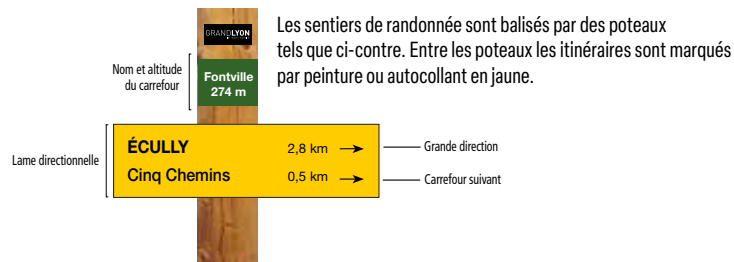 GRANDLYON
Les sentiers de randonnée sont balisés par des poteaux
tels que ci-contre. Entre les poteaux les itinéraires sont marqués
par peinture ou autocollant en jaune.
Nom et altitude
du carrefour
Fontville
274 m
Lame directionnelle
ÉCULLY 2,8 km
Cinq Chemins 0,5 km
Grande direction
Carrefour suivant